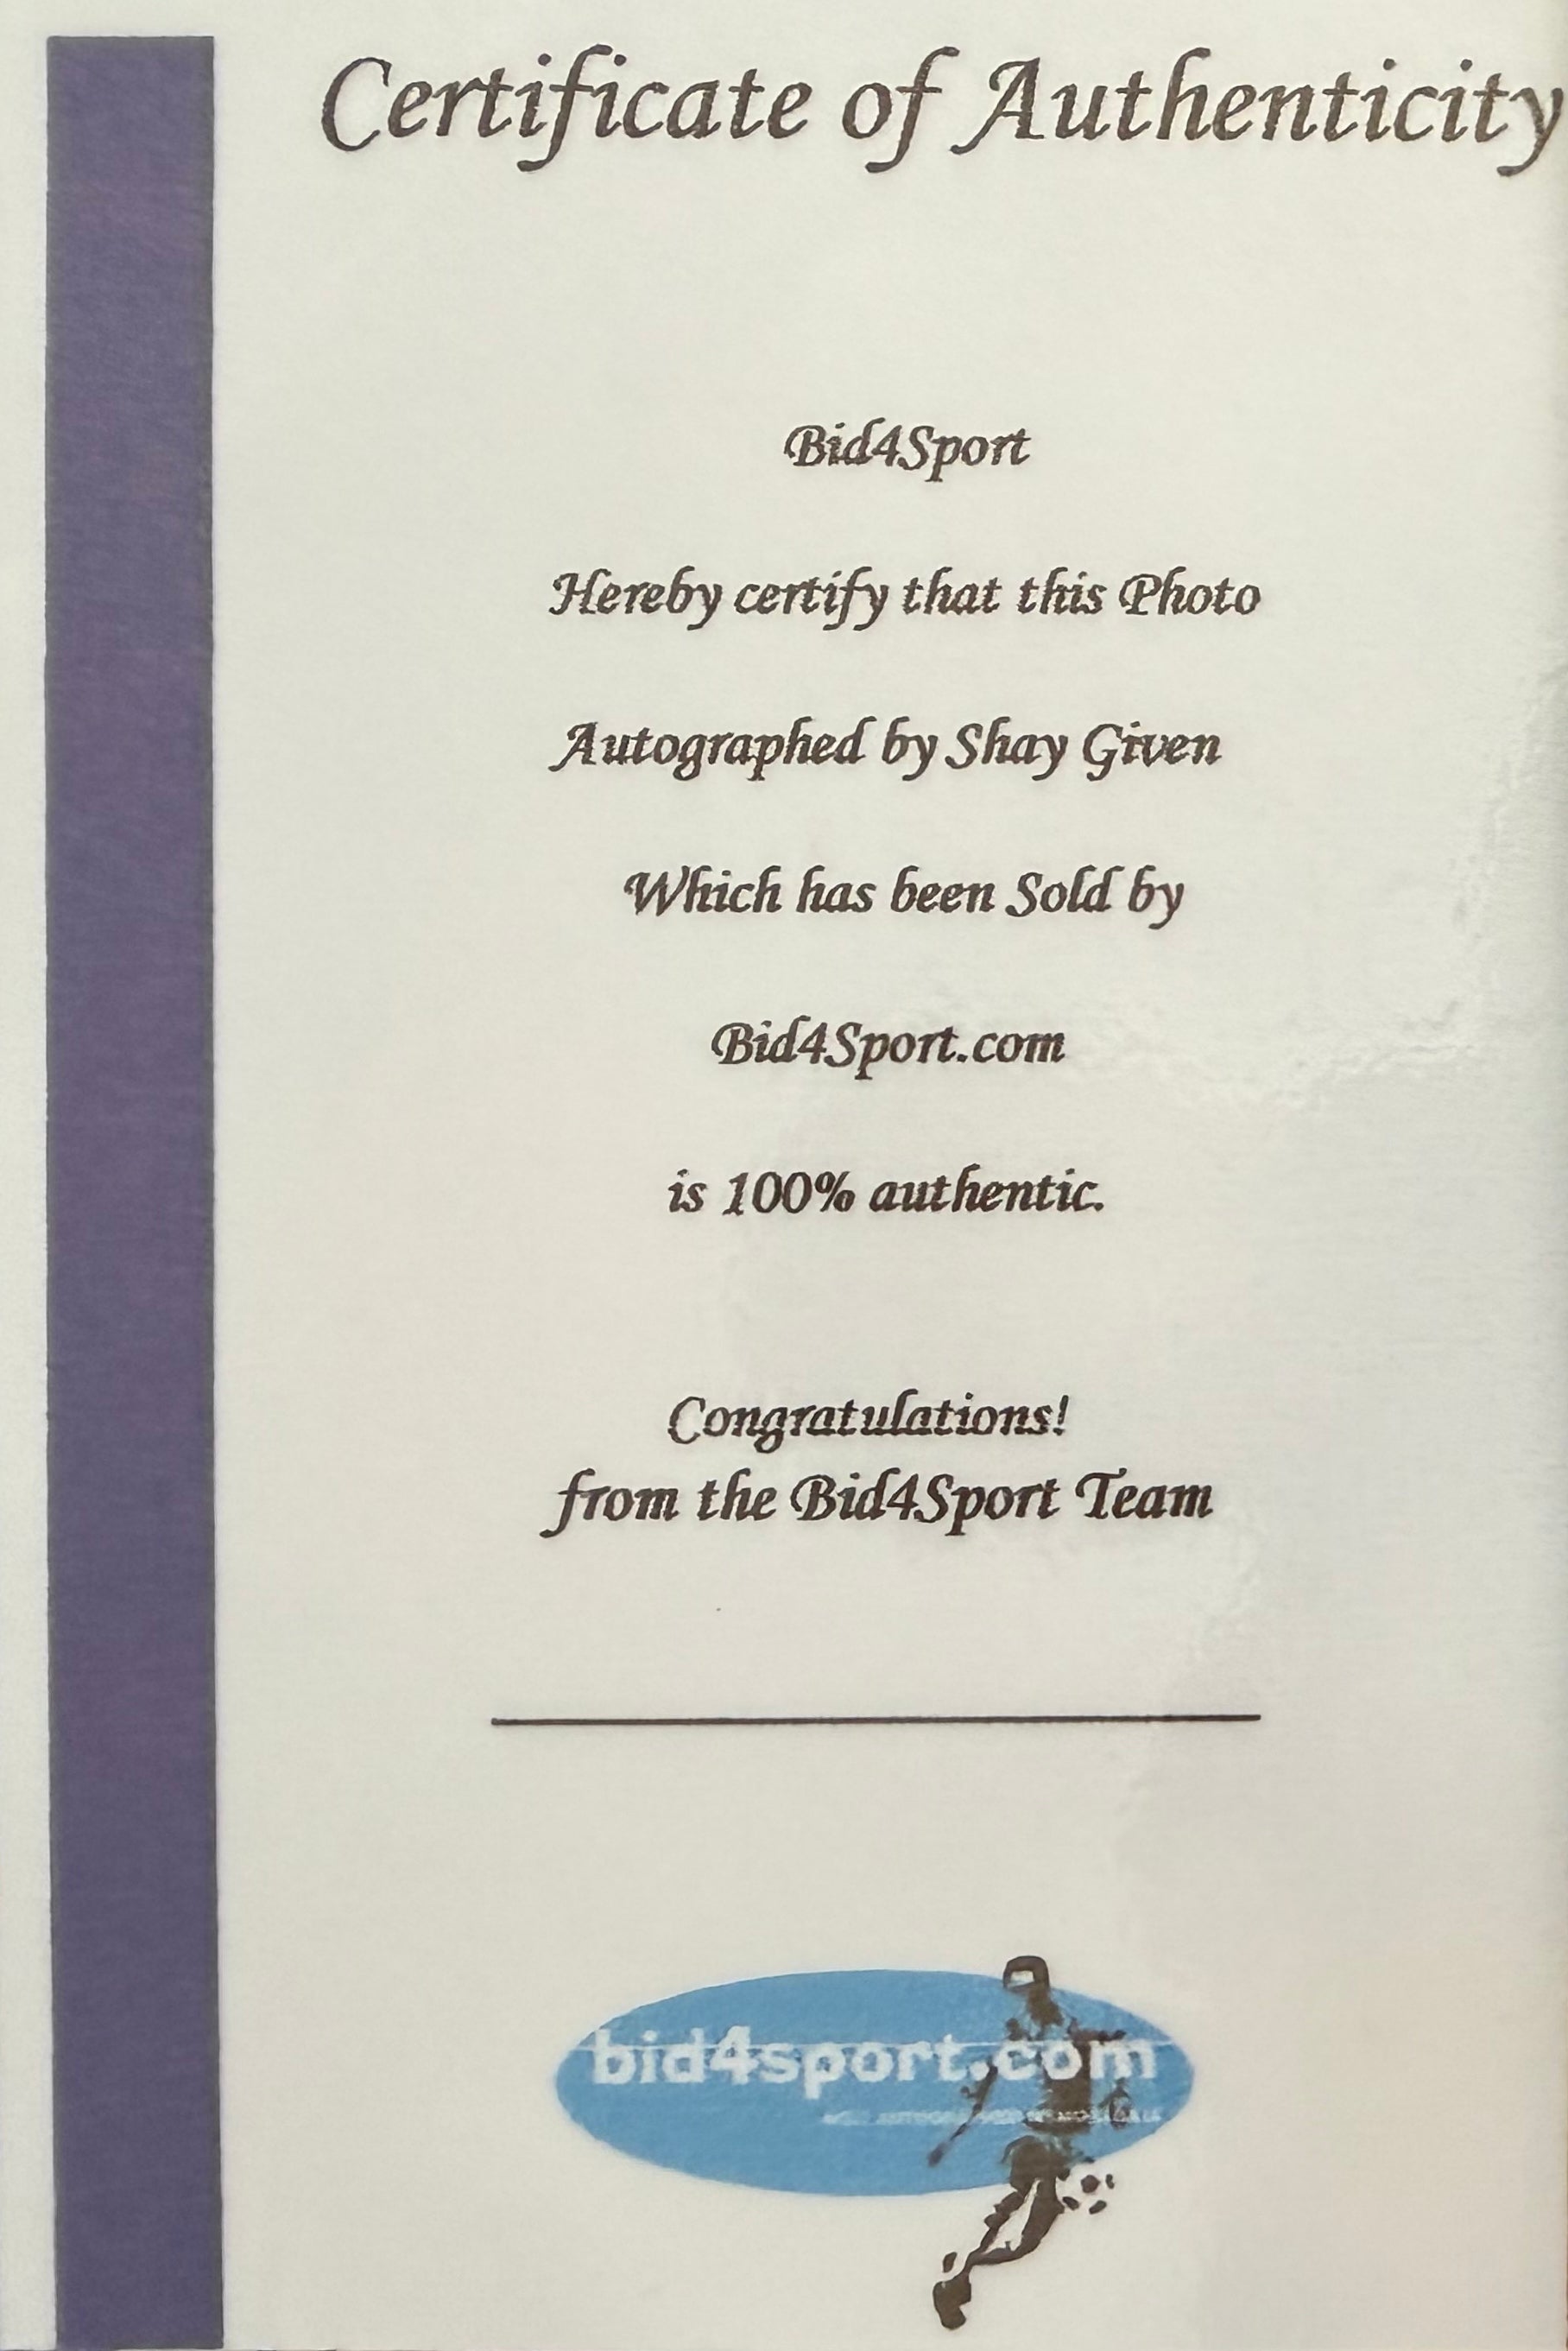 Certificate of Authenticity
Bid4Sport
Hereby certify that this Photo
Autographed by Shay Given
Which has been Sold by
Bid4Sport.com
is 100% authentic.
Congratulations!
from the Bid4Sport Team
bid4sport.com